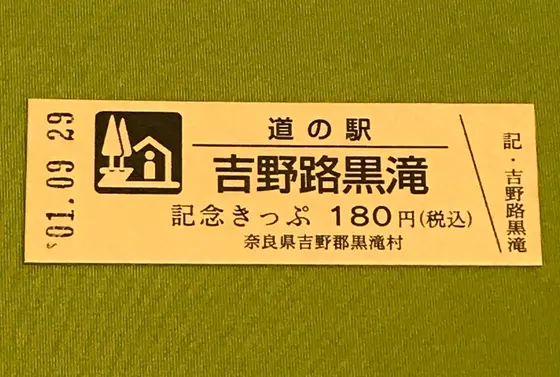 01.09 29
道の駅
吉野路黒滝
記念きっぷ 180円(税込)
奈良県吉野郡黒滝村
記・吉野路黒滝